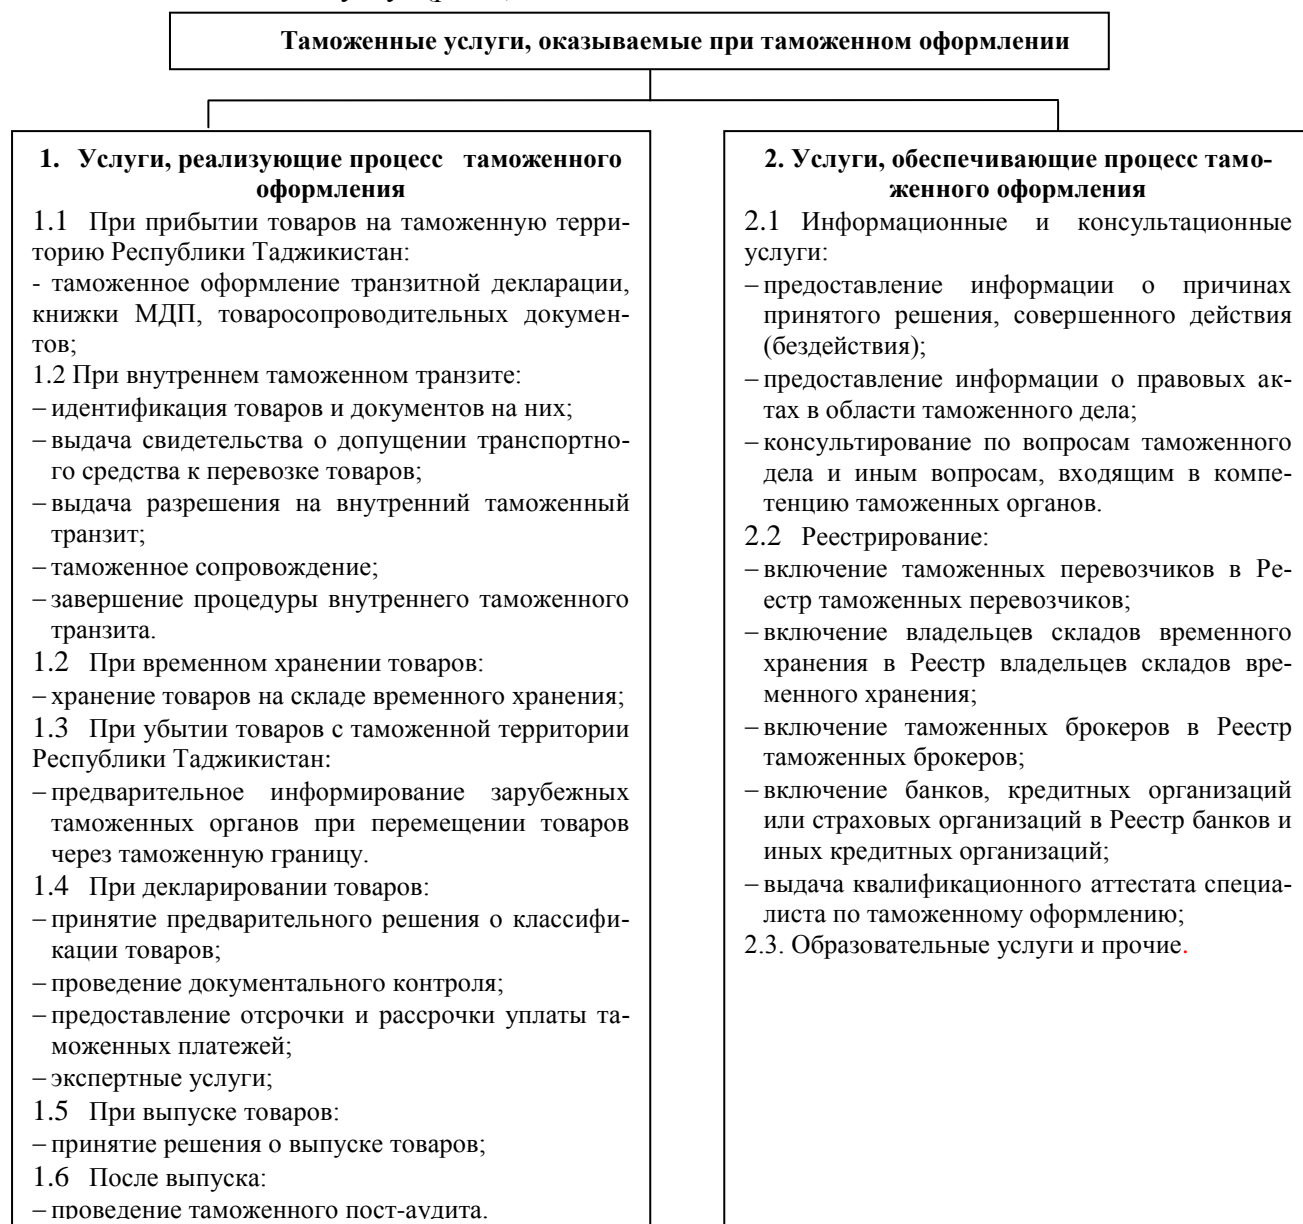 Таможенные услуги, оказываемые при таможенном оформлении
1. Услуги, реализующие процесс таможенного
оформления
1.1 При прибытии товаров на таможенную терри-
торию Республики Таджикистан:
- таможенное оформление транзитной декларации,
книжки МДП, товаросопроводительных докумен-
тов;
1.2 При внутреннем таможенном транзите:
– идентификация товаров и документов на них;
– выдача свидетельства о допущении транспортно-
го средства к перевозке товаров;
– выдача разрешения на внутренний таможенный
транзит;
– таможенное сопровождение;
– завершение процедуры внутреннего таможенного
транзита.
1.2 При временном хранении товаров:
– хранение товаров на складе временного хранения;
1.3 При убытии товаров с таможенной территории
Республики Таджикистан:
– предварительное информирование зарубежных
таможенных органов при перемещении товаров
через таможенную границу.
1.4 При декларировании товаров:
– принятие предварительного решения о классифи-
кации товаров;
– проведение документального контроля;
– предоставление отсрочки и рассрочки уплаты та-
моженных платежей;
– экспертные услуги;
1.5 При выпуске товаров:
– принятие решения о выпуске товаров;
1.6 После выпуска:
– проведение таможенного пост-аудита.
2. Услуги, обеспечивающие процесс тамо-
женного оформления
2.1 Информационные и консультационные
услуги:
– предоставление информации о причинах
принятого решения, совершенного действия
(бездействия);
– предоставление информации о правовых ак-
тах в области таможенного дела;
– консультирование по вопросам таможенного
дела и иным вопросам, входящим в компе-
тенцию таможенных органов.
2.2 Реестрирование:
– включение таможенных перевозчиков в Ре-
естр таможенных перевозчиков;
– включение владельцев складов временного
хранения в Реестр владельцев складов вре-
менного хранения;
– включение таможенных брокеров в Реестр
таможенных брокеров;
– включение банков, кредитных организаций
или страховых организаций в Реестр банков и
иных кредитных организаций;
– выдача квалификационного аттестата специа-
листа по таможенному оформлению;
2.3. Образовательные услуги и прочие.